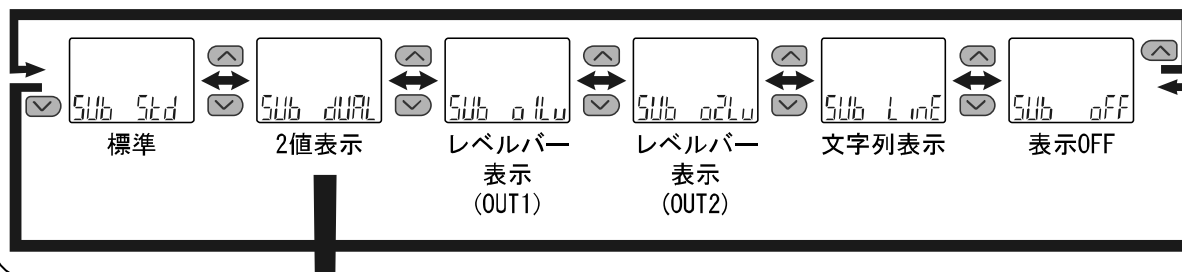 SUb Std
標準
SUb dUAL
2値表示
SUb o1Lv
レベルバー
表示
(OUT1)
SUb o2Lv
レベルバー
表示
(OUT2)
SUb LinE
文字列表示
SUb oFF
表示OFF